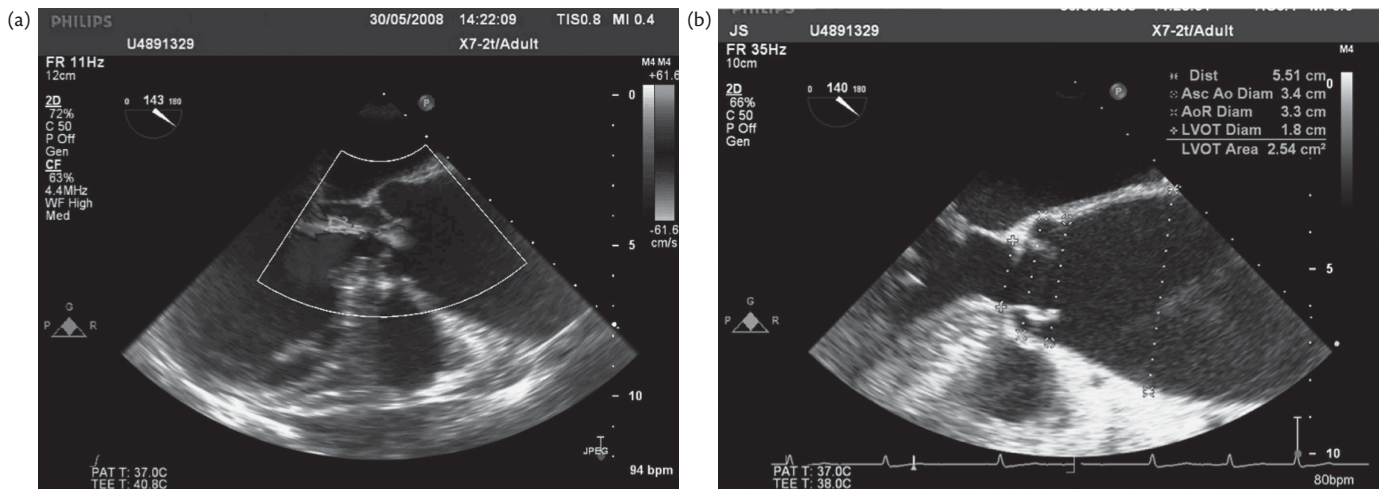 (a)
PHILIPS
30/05/2008 14:22:09 TIS0.8 MI 0.4
U4891329 X7-2t/Adult
FR 11Hz
12cm
2D
72%
C 50
P Off
Gen
CF
63%
4.4MHz
WF High
Med
0 143 180
P
M4 M4
+61.6
-61.6
cm/s
0
5
10
G
P R
JPEG
PAT T: 37.0C
TEE T: 40.8C
94 bpm
(b)
PHILIPS
JS U4891329 X7-2t/Adult
FR 35Hz
10cm
2D
66%
C 50
P Off
Gen
0 140 180
P
M4
Dist 5.51 cm
Asc Ao Diam 3.4 cm
AoR Diam 3.3 cm
LVOT Diam 1.8 cm
LVOT Area 2.54 cm²
0
5
10
G
P R
PAT T: 37.0C
TEE T: 38.0C
80bpm